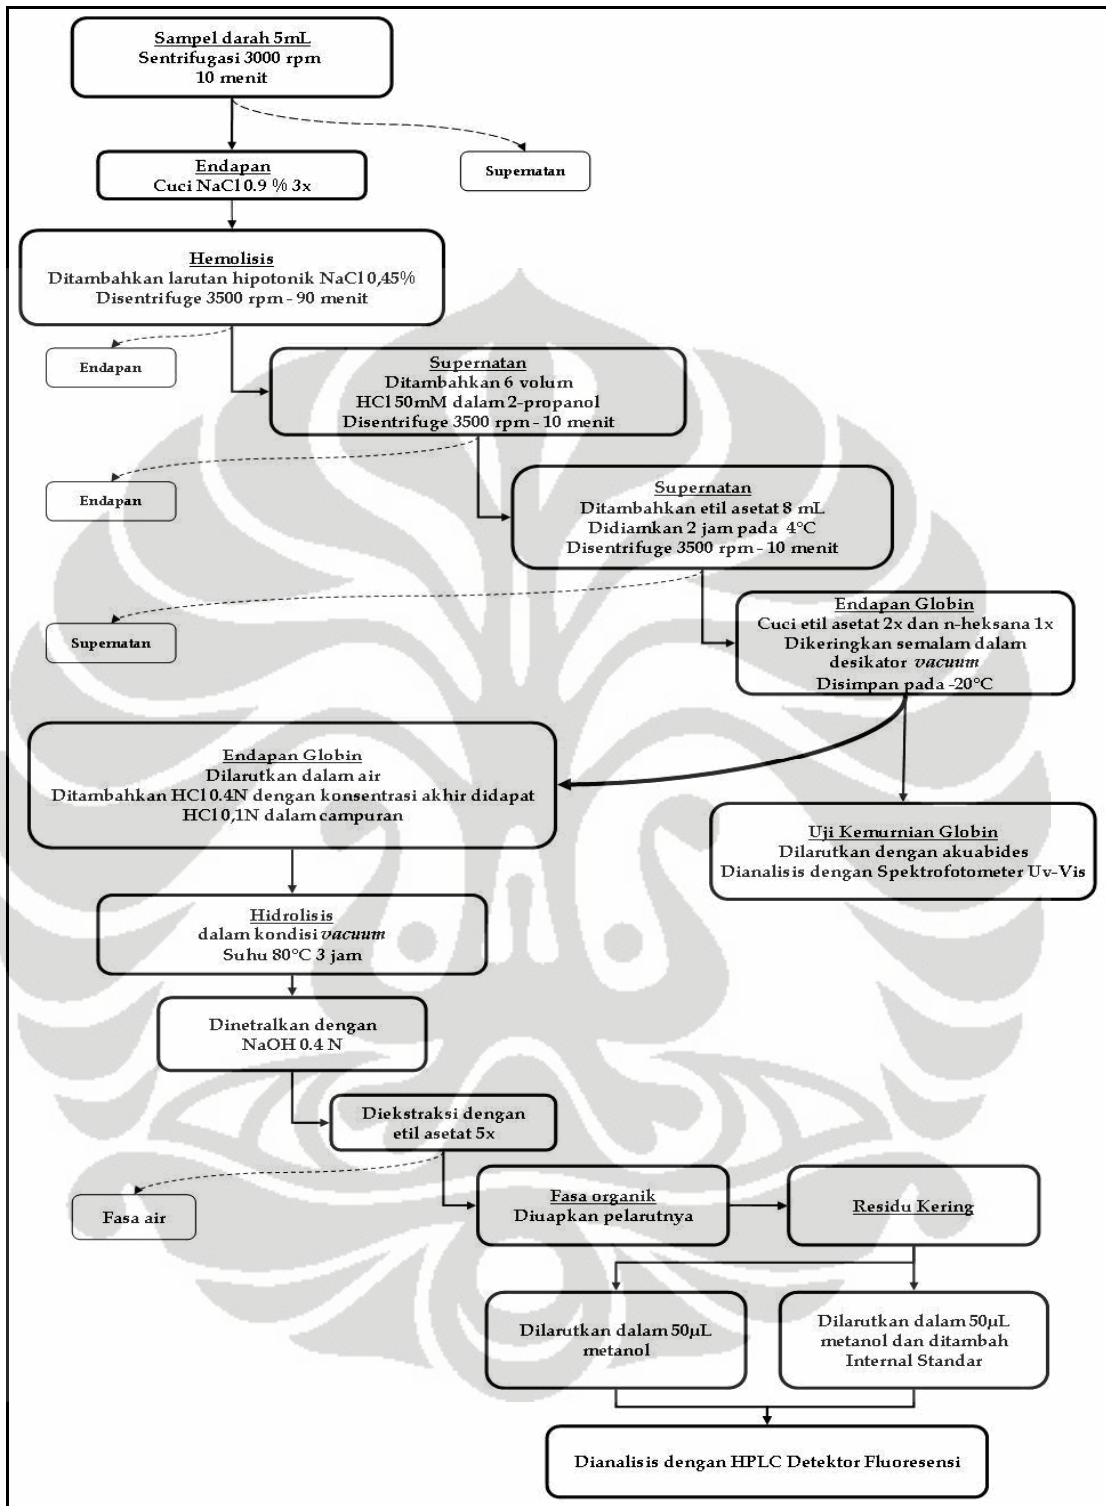 Sampel darah 5mL
Sentrifugasi 3000 rpm
10 menit
Endapan
Cuci NaCl 0.9 % 3x
Supernatan
Hemolisis
Ditambahkan larutan hipotonik NaCl 0,45%
Disentrifuge 3500 rpm - 90 menit
Endapan
Supernatan
Ditambahkan 6 volum
HCl 50mM dalam 2-propanol
Disentrifuge 3500 rpm - 10 menit
Endapan
Supernatan
Ditambahkan etil asetat 8 mL
Didiamkan 2 jam pada 4°C
Disentrifuge 3500 rpm - 10 menit
Supernatan
Endapan Globin
Cuci etil asetat 2x dan n-heksana 1x
Dikeringkan semalam dalam
desikator vacuum
Disimpan pada -20°C
Endapan Globin
Dilarutkan dalam air
Ditambahkan HCl 0.4N dengan konsentrasi akhir didapat
HCl 0,1N dalam campuran
Uji Kemurnian Globin
Dilarutkan dengan akuabides
Dianalisis dengan Spektrofotometer Uv-Vis
Hidrolisis
dalam kondisi vacuum
Suhu 80°C 3 jam
Dinetralkan dengan
NaOH 0.4 N
Diekstraksi dengan
etil asetat 5x
Fasa air
Fasa organik
Diuapkan pelarutnya
Residu Kering
Dilarutkan dalam 50µL
metanol
Dilarutkan dalam 50µL
metanol dan ditambah
Internal Standar
Dianalisis dengan HPLC Detektor Fluoresensi